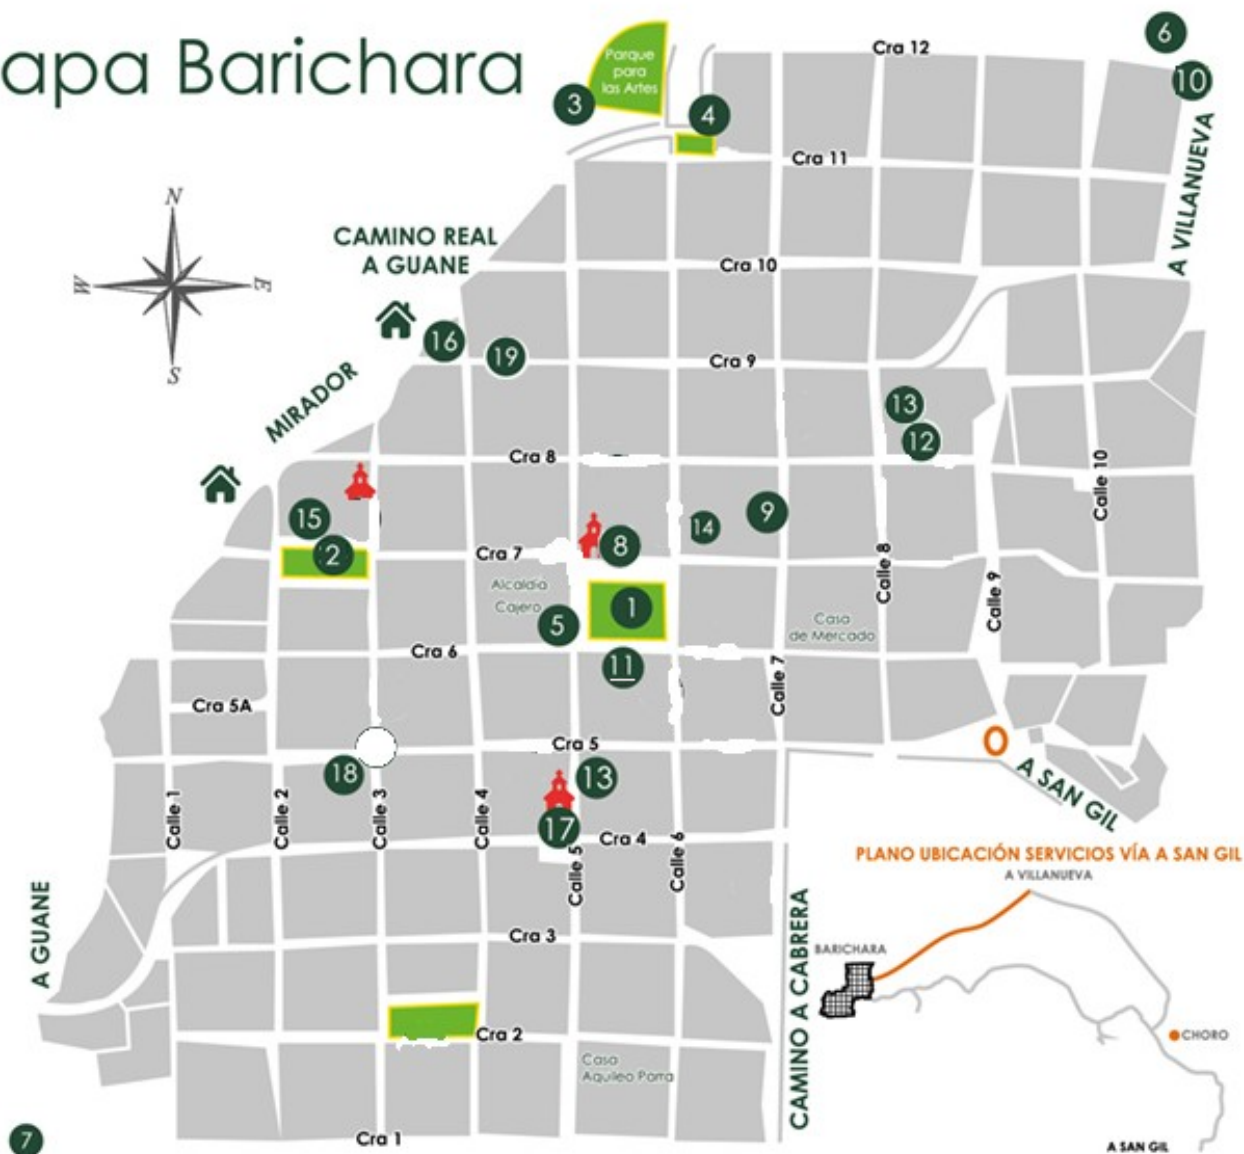 apa Barichara
Parque
para
las Artes
3
4
Cra 12
6
10
A VILLANUEVA
Cra 11
N
W
E
S
CAMINO REAL
A GUANE
Cra 10
16
19
Cra 9
MIRADOR
13
12
Cra 8
Calle 10
15
2
Cra 7
8
14
9
Alcaldía
Cajero
5
1
Calle 8
Calle 9
Casa
de Mercado
Cra 6
11
Calle 7
Cra 5A
Cra 5
18
13
17
Cra 4
A SAN GIL
Calle 1
Calle 2
Calle 3
Calle 4
Calle 5
Calle 6
PLANO UBICACIÓN SERVICIOS VÍA A SAN GIL
A VILLANUEVA
BARICHARA
CHORO
A SAN GIL
A GUANE
Cra 3
CAMINO A CABRERA
Cra 2
Casa
Aquileo Parra
7
Cra 1